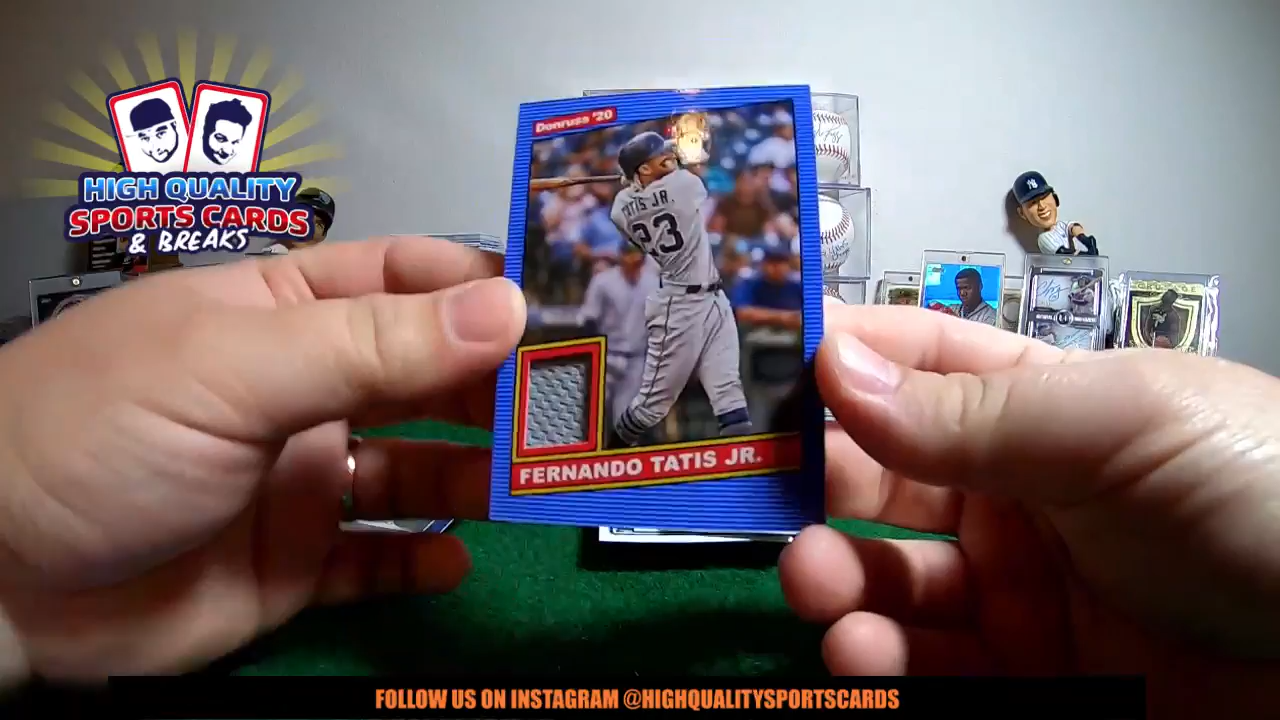 HIGH QUALITY
SPORTS CARDS
& BREAKS
Donruss '20
TATIS JR.
23
FERNANDO TATIS JR.
FOLLOW US ON INSTAGRAM @HIGHQUALITYSPORTSCARDS